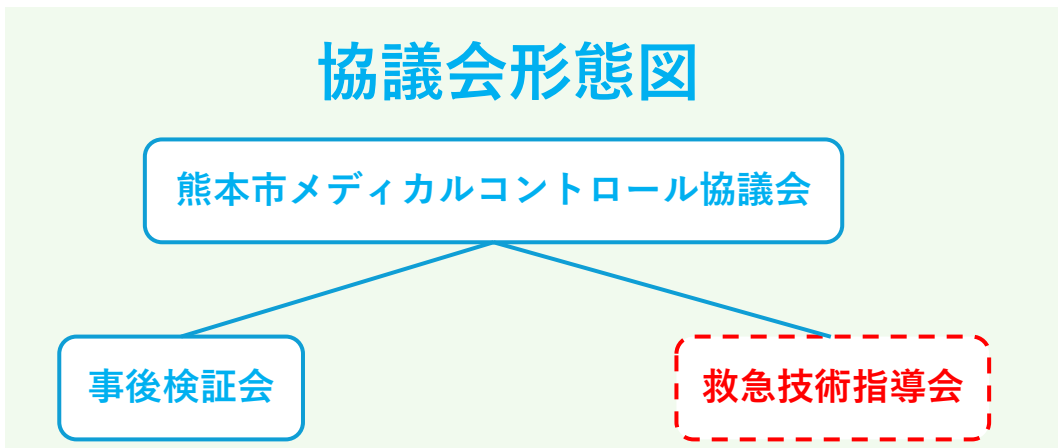 協議会形態図
熊本市メディカルコントロール協議会
事後検証会
救急技術指導会